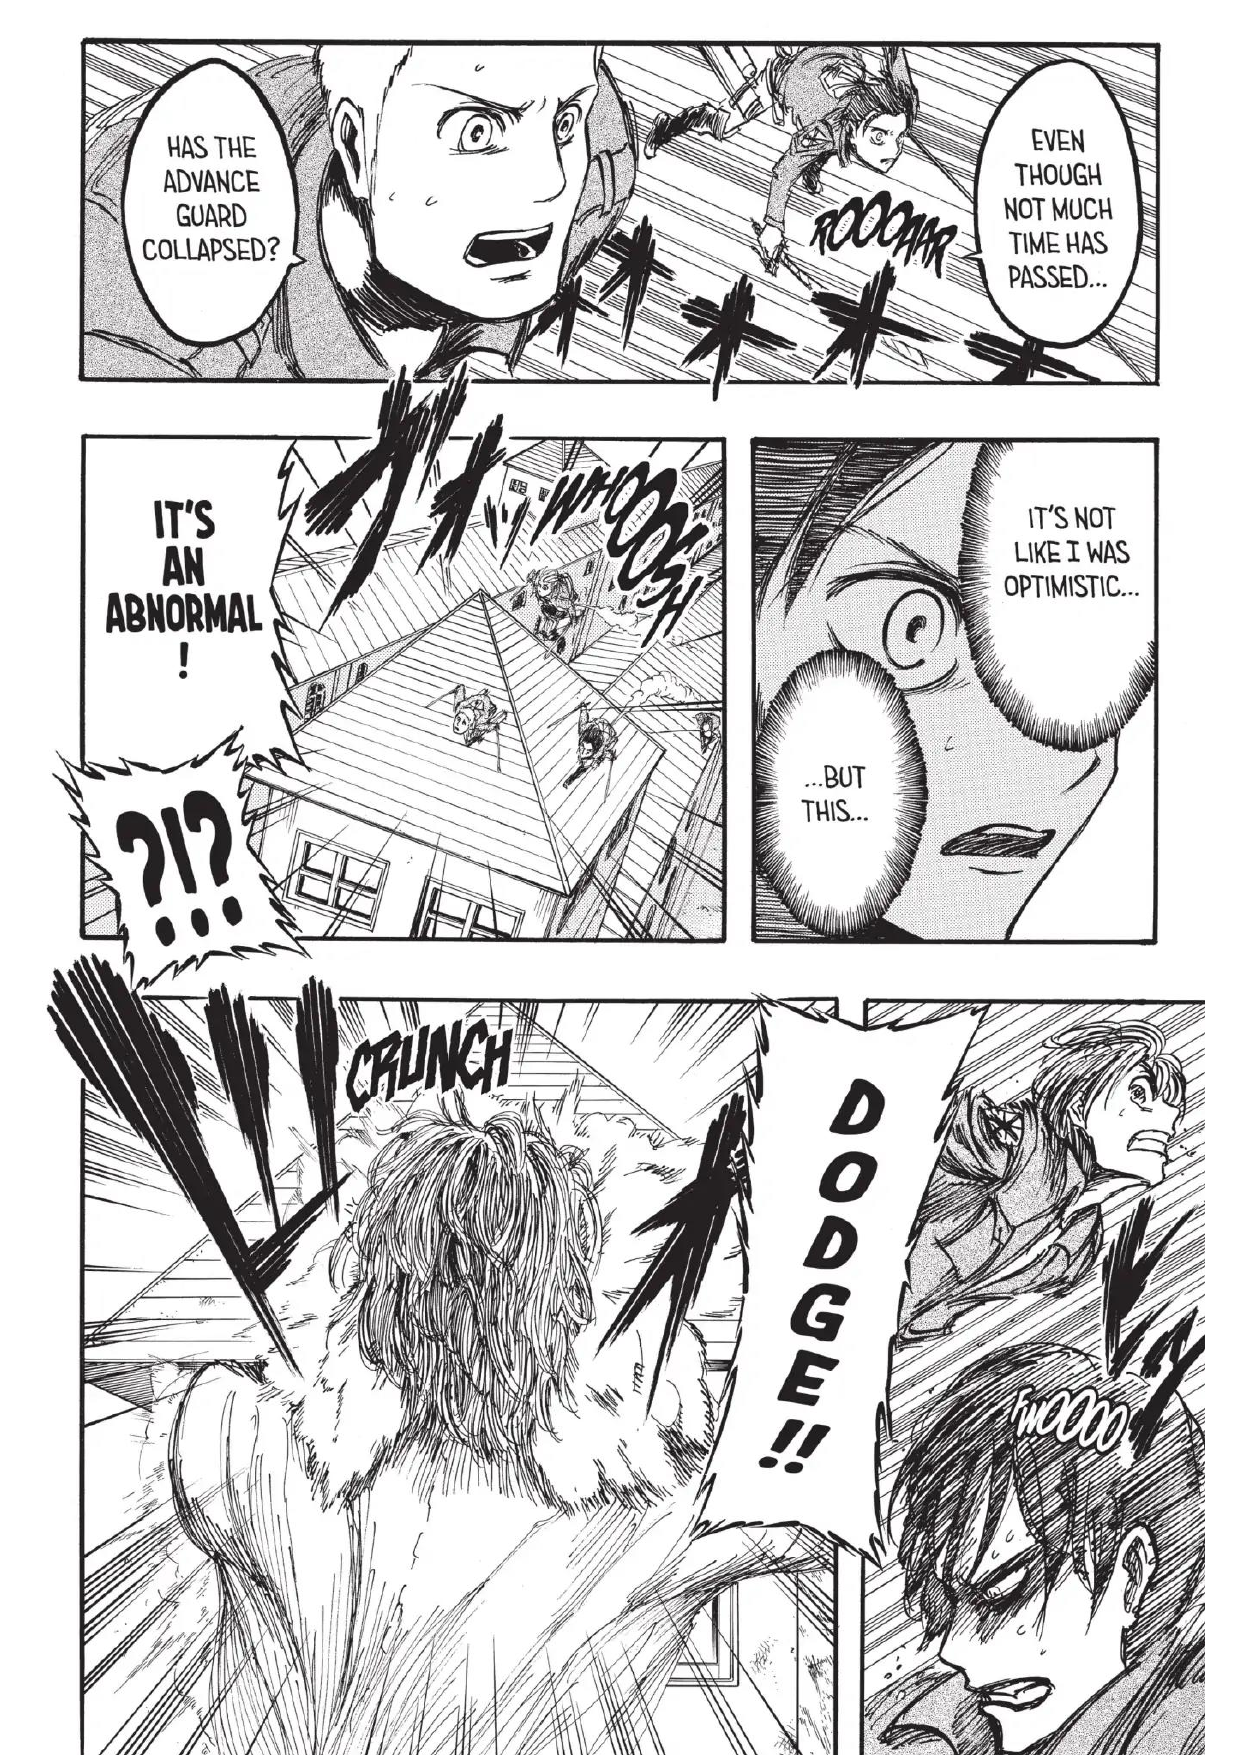 EVEN
THOUGH
NOT MUCH
TIME HAS
PASSED...
ROOOAAR
HAS THE
ADVANCE
GUARD
COLLAPSED?
IT'S NOT
LIKE I WAS
OPTIMISTIC...
...BUT
THIS...
WHOOOOSH
IT'S
AN
ABNORMAL
!
?!?
DODGE!!
FWOOOO
CRUNCH